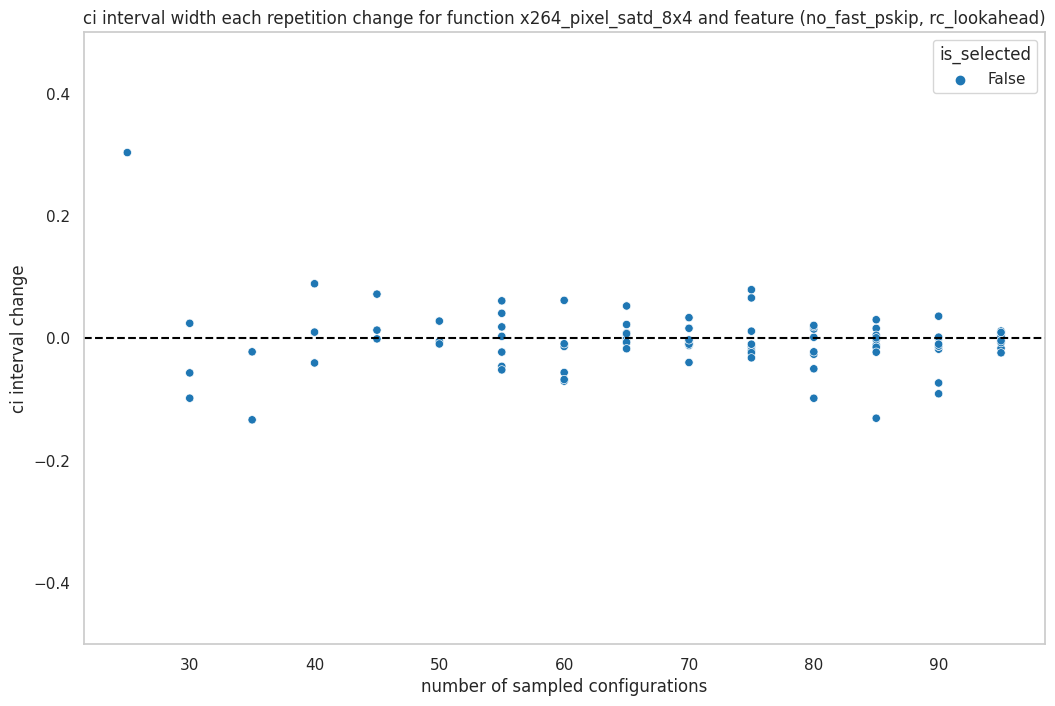 ci interval width each repetition change for function x264_pixel_satd_8x4 and feature (no_fast_pskip, rc_lookahead)
is_selected
False
0.4
0.2
0.0
−0.2
−0.4
ci interval change
30 40 50 60 70 80 90
number of sampled configurations